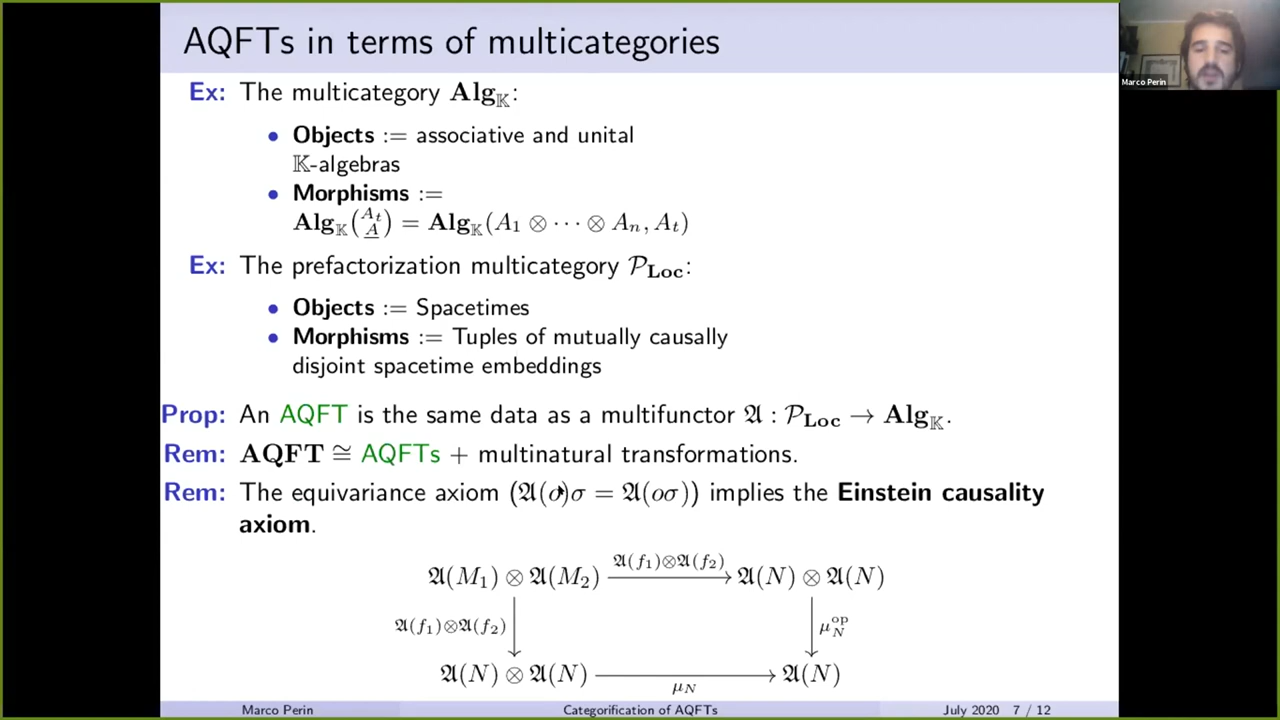 AQFTs in terms of multicategories
Marco Perin
Ex: The multicategory Alg_𝕂:
• Objects := associative and unital
𝕂-algebras
• Morphisms :=
Alg_𝕂(^{A_t}_{\underline{A}}) = Alg_𝕂(A_1 ⊗ ⋯ ⊗ A_n, A_t)
Ex: The prefactorization multicategory 𝒫_Loc:
• Objects := Spacetimes
• Morphisms := Tuples of mutually causally
disjoint spacetime embeddings
Prop: An AQFT is the same data as a multifunctor 𝔄 : 𝒫_Loc → Alg_𝕂.
Rem: AQFT ≅ AQFTs + multinatural transformations.
Rem: The equivariance axiom (𝔄(o)σ = 𝔄(oσ)) implies the Einstein causality
axiom.
𝔄(f_1)⊗𝔄(f_2)
𝔄(M_1) ⊗ 𝔄(M_2) → 𝔄(N) ⊗ 𝔄(N)
𝔄(f_1)⊗𝔄(f_2) μ_N^op
𝔄(N) ⊗ 𝔄(N) → 𝔄(N)
μ_N
Marco Perin Categorification of AQFTs July 2020 7 / 12